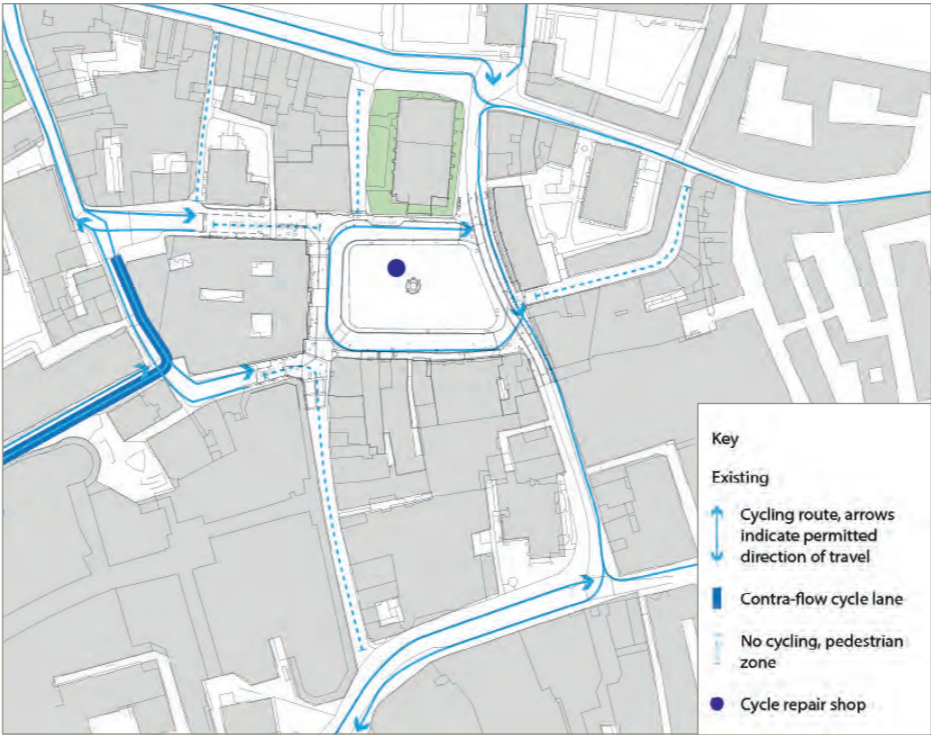 Key
Existing
Cycling route, arrows
indicate permitted
direction of travel
Contra-flow cycle lane
No cycling, pedestrian
zone
Cycle repair shop